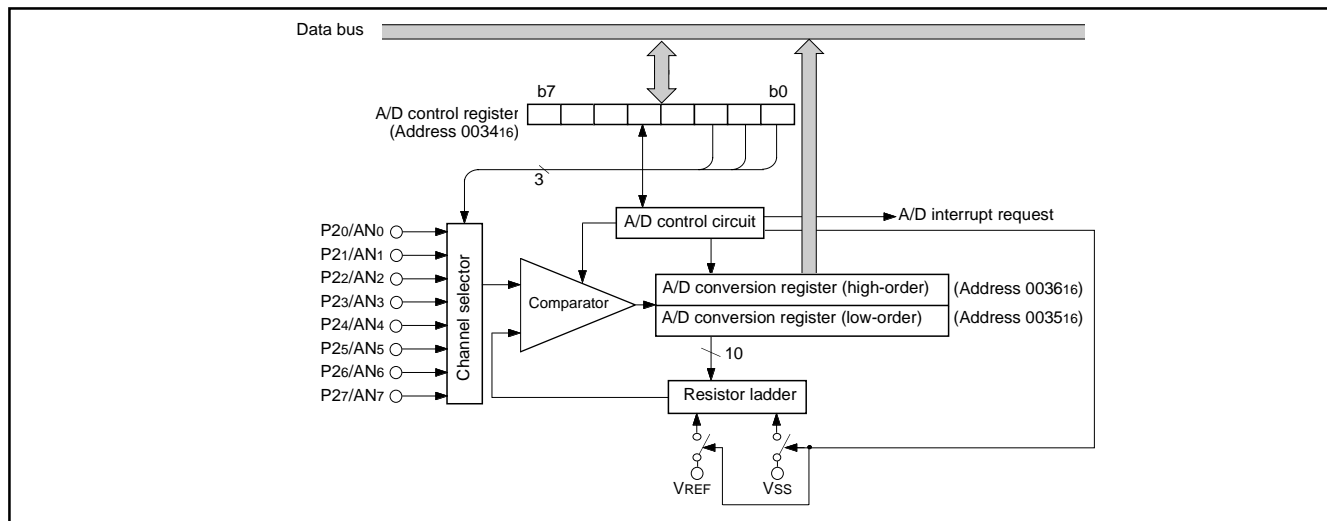 Data bus
b7 b0
A/D control register
(Address 0034₁₆)
3
A/D control circuit
A/D interrupt request
P2₀/AN₀
P2₁/AN₁
P2₂/AN₂
P2₃/AN₃
P2₄/AN₄
P2₅/AN₅
P2₆/AN₆
P2₇/AN₇
Channel selector
Comparator
A/D conversion register (high-order) (Address 0036₁₆)
A/D conversion register (low-order) (Address 0035₁₆)
10
Resistor ladder
VREF VSS